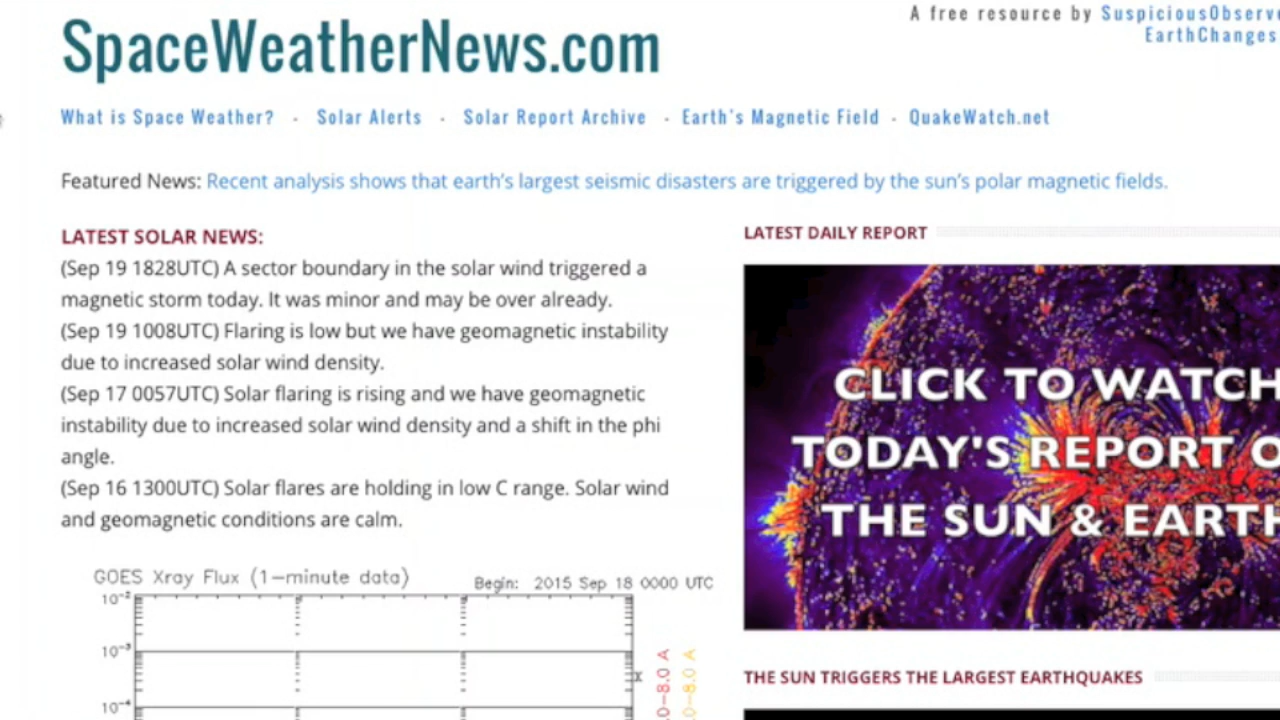 A free resource by
EarthChanges
SpaceWeatherNews.com
What is Space Weather? - Solar Alerts - Solar Report Archive - Earth's Magnetic Field - QuakeWatch.net
Featured News: Recent analysis shows that earth's largest seismic disasters are triggered by the sun's polar magnetic fields.
LATEST SOLAR NEWS:
(Sep 19 1828UTC) A sector boundary in the solar wind triggered a
magnetic storm today. It was minor and may be over already.
(Sep 19 1008UTC) Flaring is low but we have geomagnetic instability
due to increased solar wind density.
(Sep 17 0057UTC) Solar flaring is rising and we have geomagnetic
instability due to increased solar wind density and a shift in the phi
angle.
(Sep 16 1300UTC) Solar flares are holding in low C range. Solar wind
and geomagnetic conditions are calm.
GOES Xray Flux (1-minute data) Begin: 2015 Sep 18 0000 UTC
10-2
10-3
10-4
LATEST DAILY REPORT
CLICK TO WATCH
TODAY'S REPORT
THE SUN & EARTH
THE SUN TRIGGERS THE LARGEST EARTHQUAKES